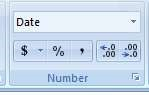 Date
$ % , .0 .00 .00 .0
Number